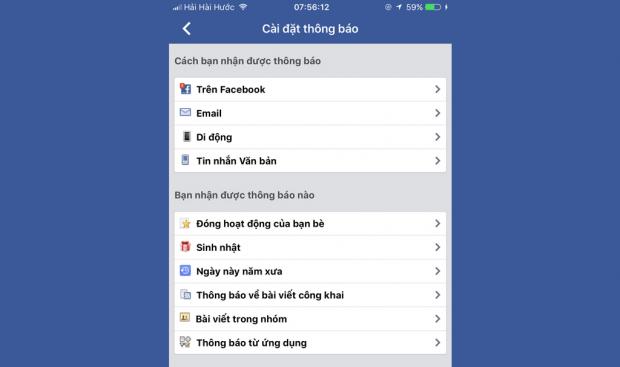 Hải Hài Hước 07:56:12 59%
Cài đặt thông báo
Cách bạn nhận được thông báo
Trên Facebook
Email
Di động
Tin nhắn Văn bản
Bạn nhận được thông báo nào
Đóng hoạt động của bạn bè
Sinh nhật
Ngày này năm xưa
Thông báo về bài viết công khai
Bài viết trong nhóm
Thông báo từ ứng dụng